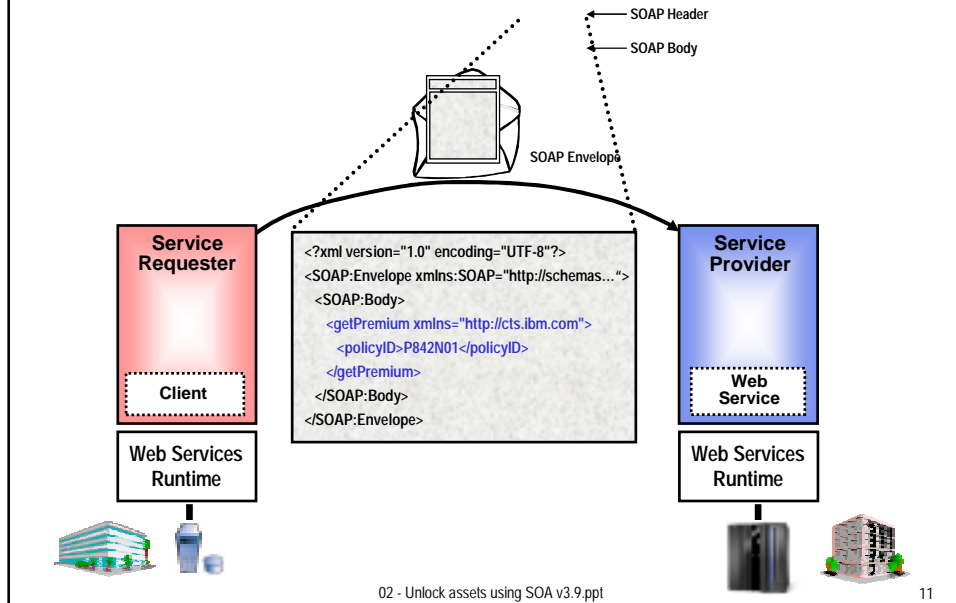 SOAP Header
SOAP Body
SOAP Envelope
Service
Requester
Client
Web Services
Runtime
<?xml version="1.0" encoding="UTF-8"?>
<SOAP:Envelope xmlns:SOAP="http://schemas...“>
<SOAP:Body>
<getPremium xmlns="http://cts.ibm.com">
<policyID>P842N01</policyID>
</getPremium>
</SOAP:Body>
</SOAP:Envelope>
Service
Provider
Web
Service
Web Services
Runtime
02 - Unlock assets using SOA v3.9.ppt
11